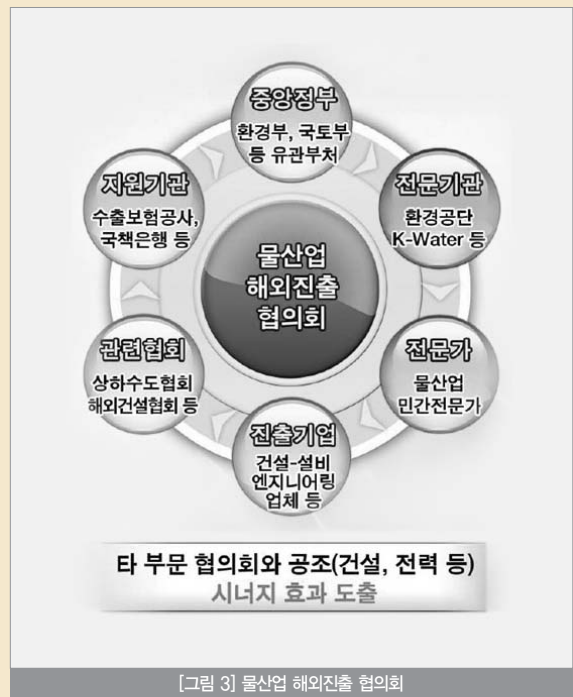 중앙정부
환경부, 국토부
등 유관부처
지원기관
수출보험공사,
국책은행 등
전문기관
환경공단
K-Water 등
물산업
해외진출
협의회
관련협회
상하수도협회
해외건설협회 등
전문가
물산업
민간전문가
진출기업
건설-설비
엔지니어링
업체 등
타 부문 협의회와 공조(건설, 전력 등)
시너지 효과 도출
[그림 3] 물산업 해외진출 협의회